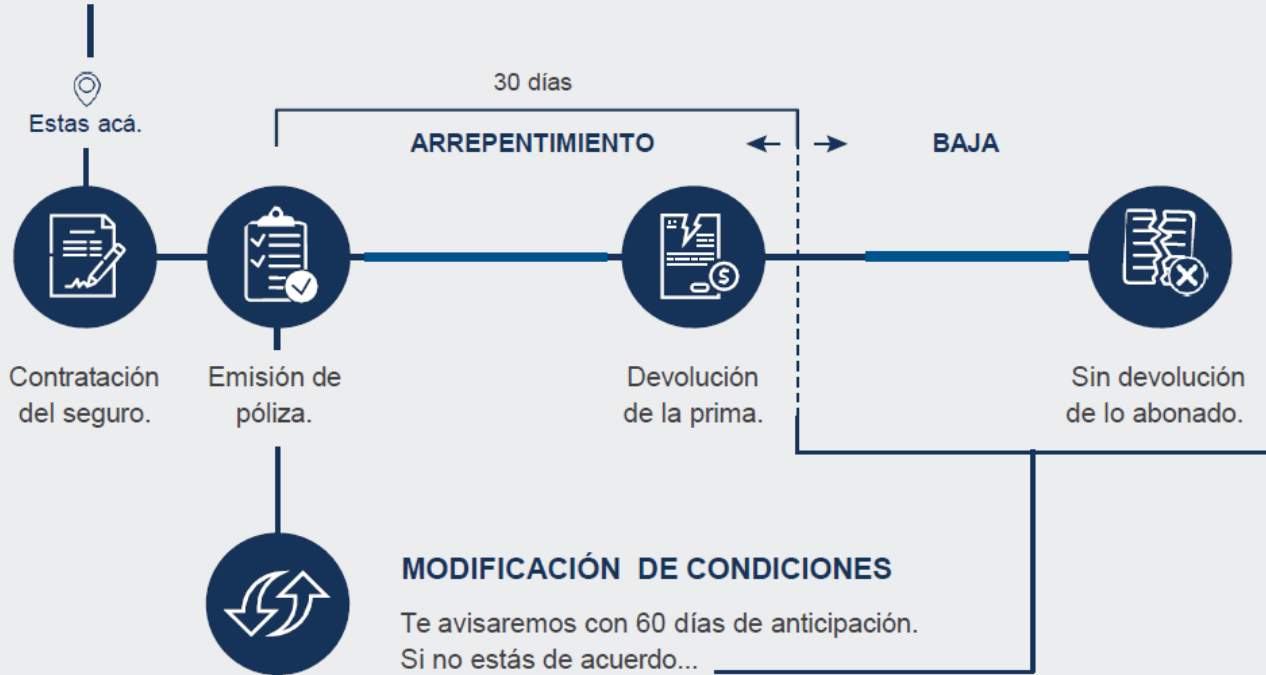 Estas acá.
30 días
ARREPENTIMIENTO
BAJA
Contratación
del seguro.
Emisión de
póliza.
$
Devolución
de la prima.
Sin devolución
de lo abonado.
MODIFICACIÓN DE CONDICIONES
Te avisaremos con 60 días de anticipación.
Si no estás de acuerdo...